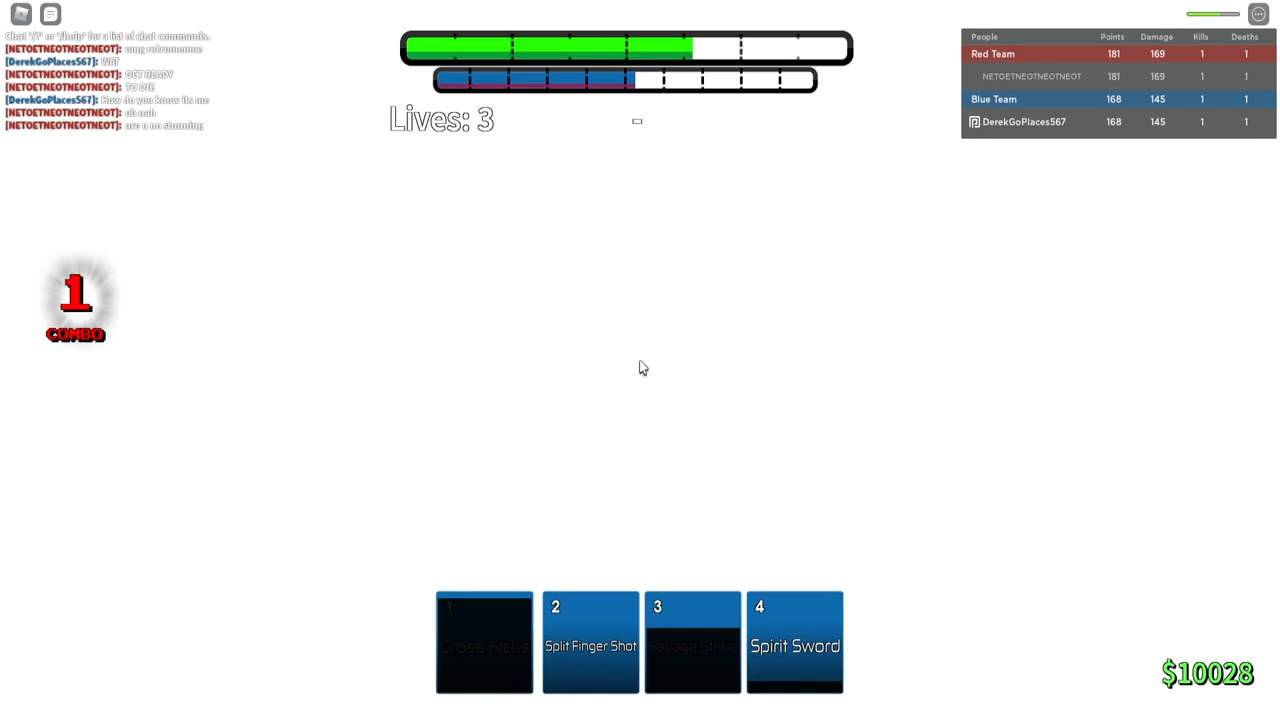 Chat '/?' or '/help' for a list of chat commands.
[NETOETNEOTNEOTNEOT]: omg retromemoe
[DerekGoPlaces567]: WAT
[NETOETNEOTNEOTNEOT]: GET READY
[NETOETNEOTNEOTNEOT]: TO DIE
[DerekGoPlaces567]: How do you know its me
[NETOETNEOTNEOTNEOT]: oh nah
[NETOETNEOTNEOTNEOT]: are o no stunning
Lives: 3
People Points Damage Kills Deaths
Red Team 181 169 1 1
NETOETNEOTNEOTNEOT 181 169 1 1
Blue Team 168 145 1 1
DerekGoPlaces567 168 145 1 1
1
COMBO
1
Cross Kicks
2
Split Finger Shot
3
Savage Strike
4
Spirit Sword
$10028